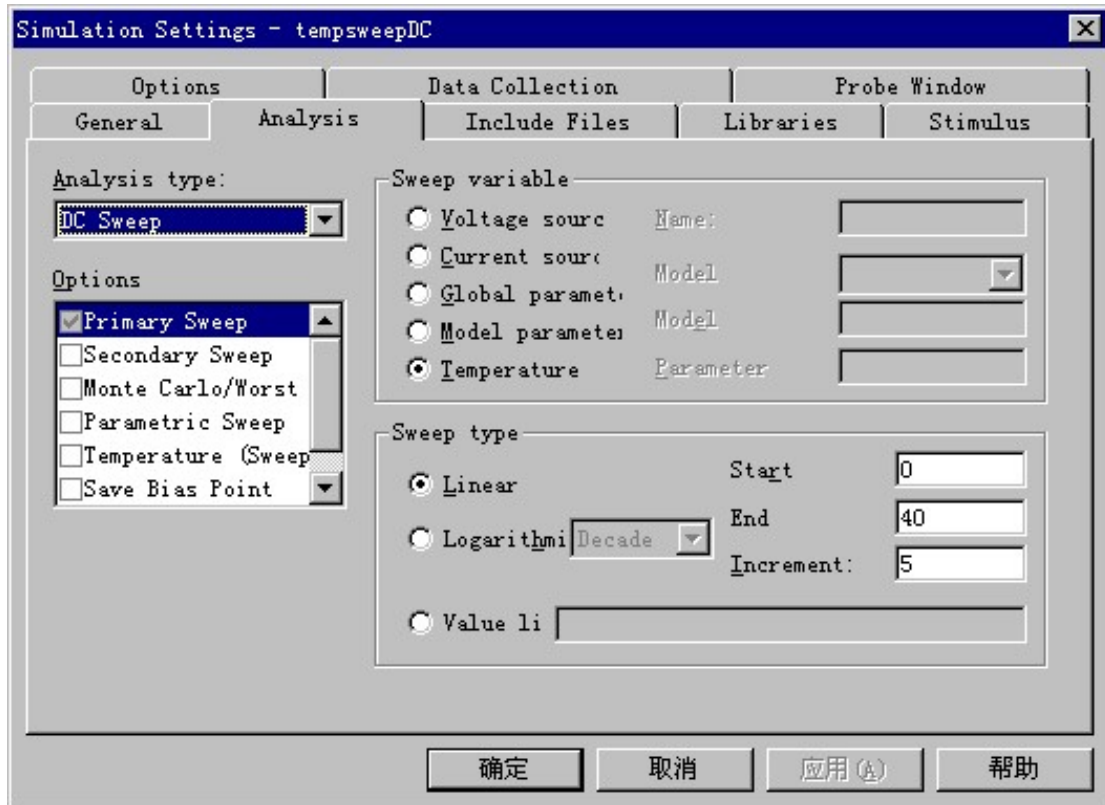 Simulation Settings - tempsweepDC
Options
Data Collection
Probe Window
General
Analysis
Include Files
Libraries
Stimulus
Analysis type:
DC Sweep
Options
Primary Sweep
Secondary Sweep
Monte Carlo/Worst
Parametric Sweep
Temperature (Sweep
Save Bias Point
Sweep variable
Voltage sourc
Current sourc
Global paramete
Model parameter
Temperature
Name:
Model
Model
Parameter
Sweep type
Linear
Logarithmi
Decade
Value li
Start
0
End
40
Increment:
5
确定
取消
应用(A)
帮助